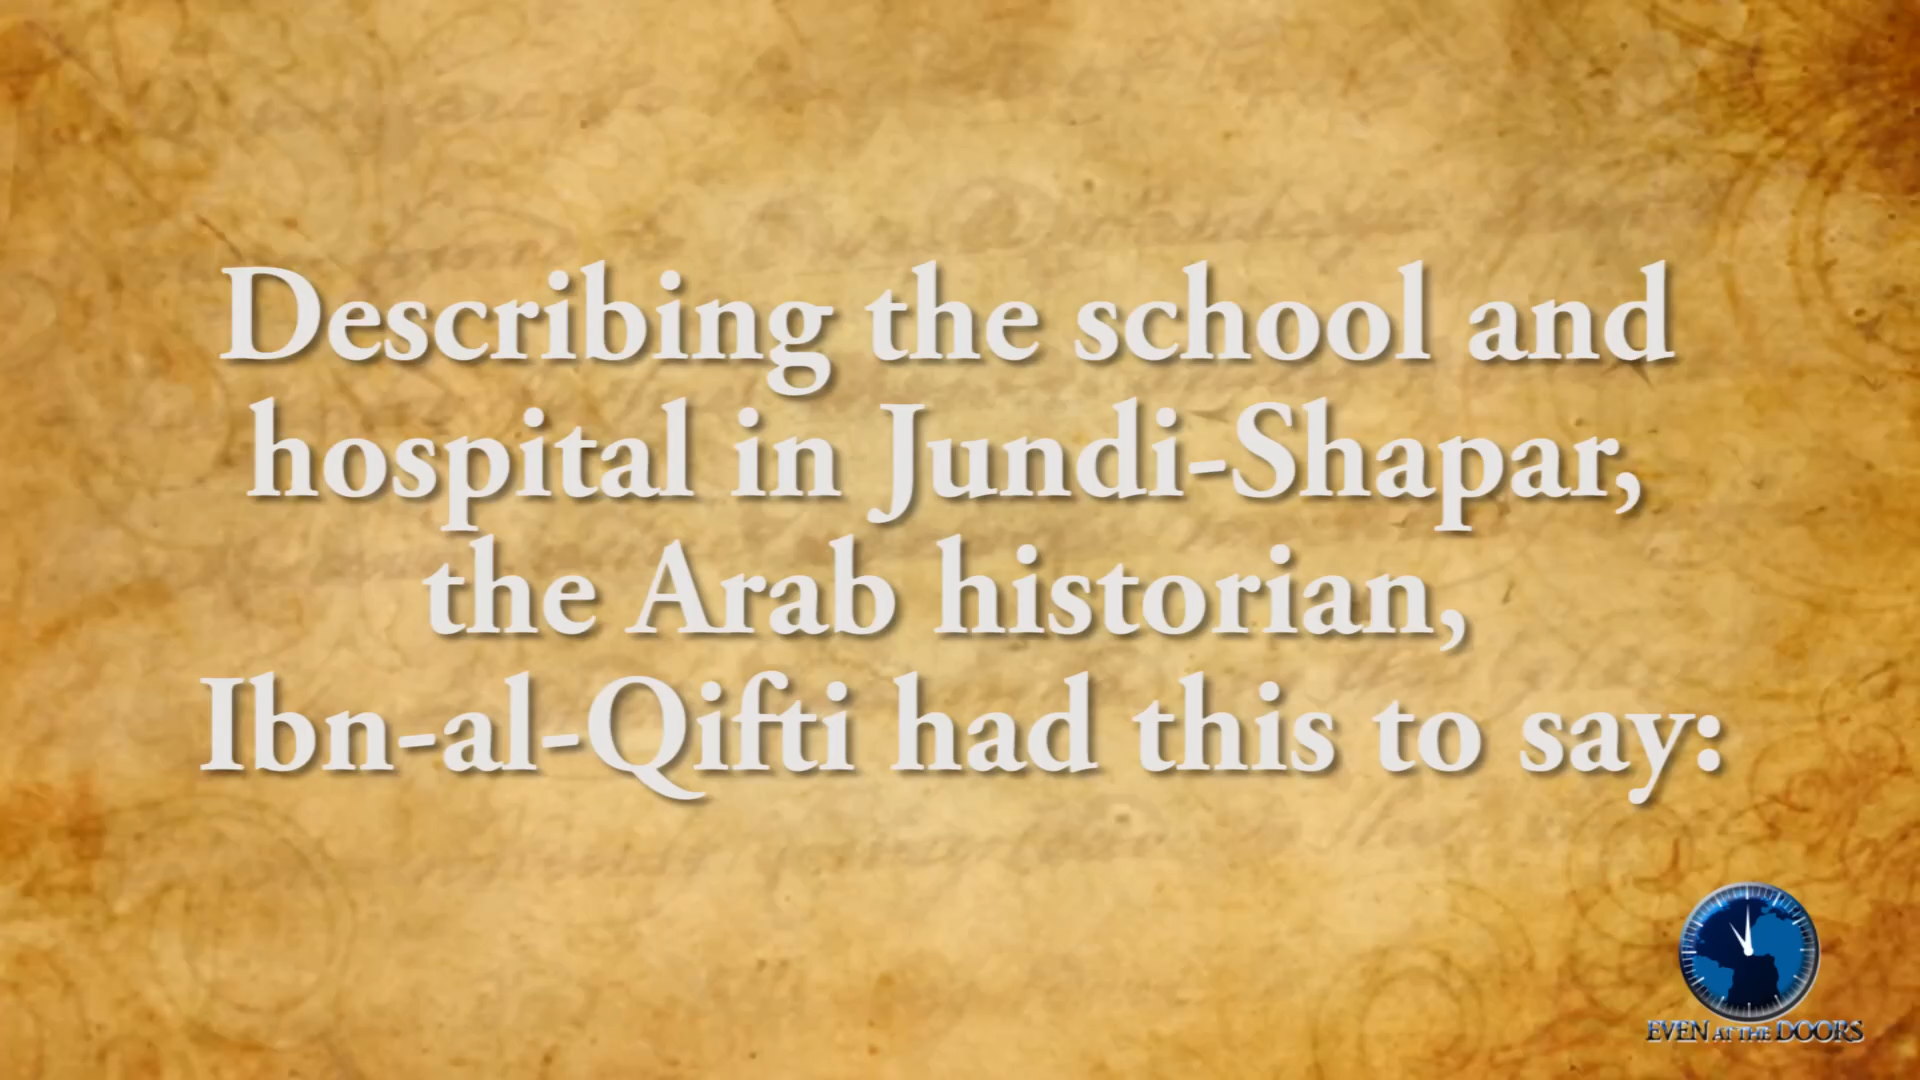 Describing the school and
hospital in Jundi-Shapar,
the Arab historian,
Ibn-al-Qifti had this to say:
EVEN AT THE DOORS